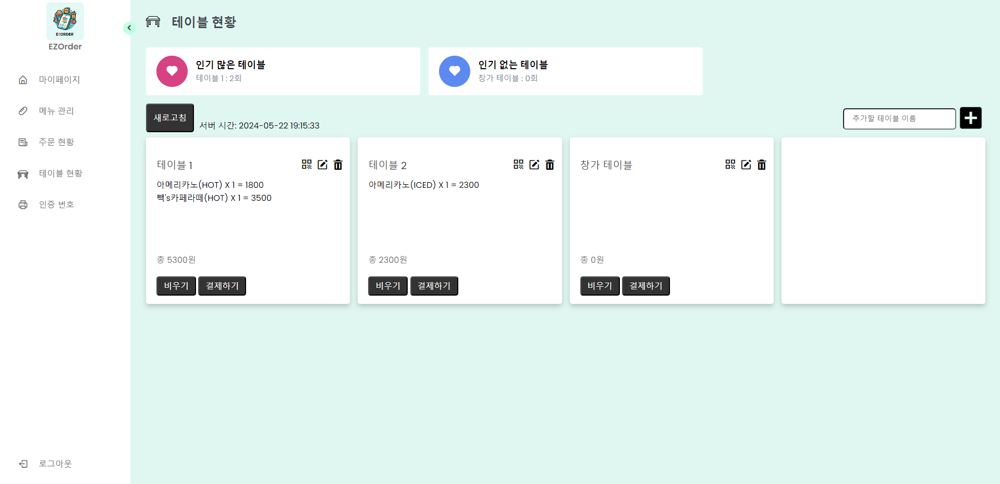 EZORDER
EZOrder
마이페이지
메뉴 관리
주문 현황
테이블 현황
인증 번호
로그아웃
테이블 현황
인기 많은 테이블
테이블 1 : 2회
인기 없는 테이블
창가 테이블 : 0회
새로고침
서버 시간: 2024-05-22 19:15:33
추가할 테이블 이름
테이블 1
아메리카노(HOT) X 1 = 1800
빽's카페라떼(HOT) X 1 = 3500
총 5300원
비우기 결제하기
테이블 2
아메리카노(ICED) X 1 = 2300
총 2300원
비우기 결제하기
창가 테이블
총 0원
비우기 결제하기